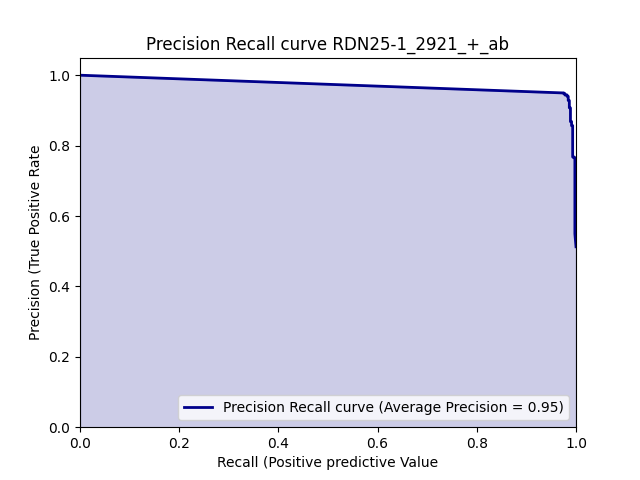 Precision Recall curve RDN25-1_2921_+_ab
Precision (True Positive Rate
1.0
0.8
0.6
0.4
0.2
0.0
Precision Recall curve (Average Precision = 0.95)
0.0 0.2 0.4 0.6 0.8 1.0
Recall (Positive predictive Value